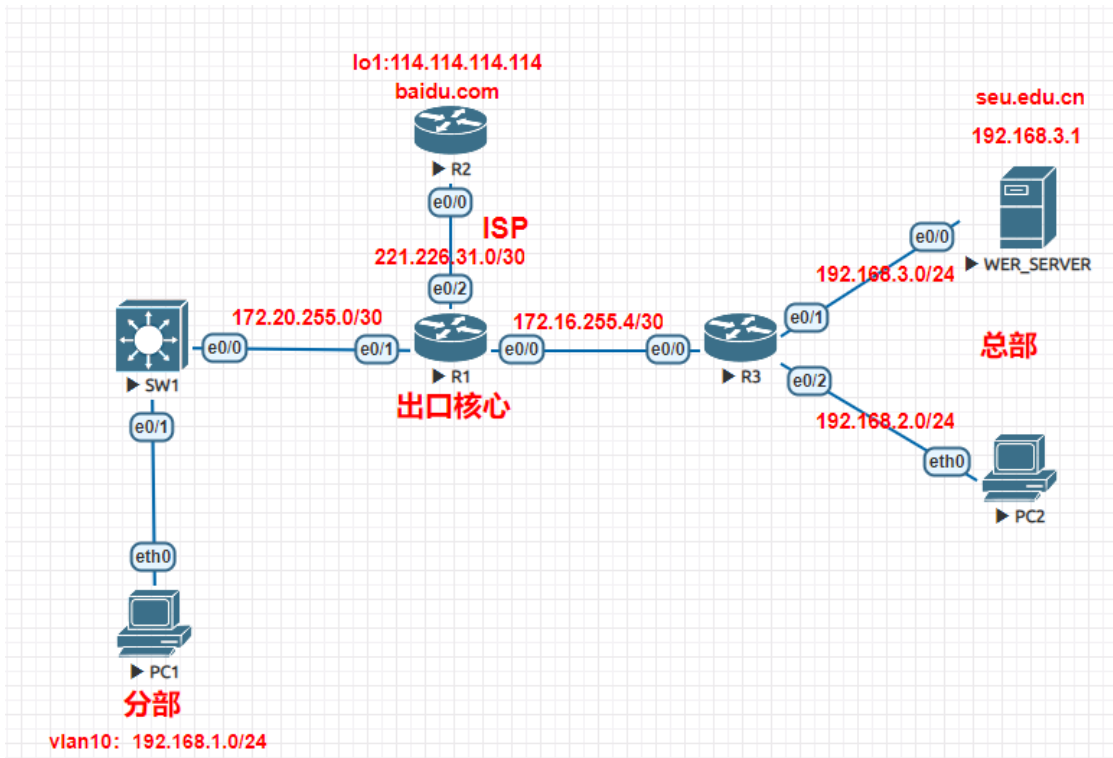 lo1:114.114.114.114
baidu.com
R2
e0/0
ISP
221.226.31.0/30
e0/2
seu.edu.cn
192.168.3.1
e0/0
WER_SERVER
192.168.3.0/24
e0/1
172.20.255.0/30
172.16.255.4/30
e0/0
e0/1
e0/0
e0/0
SW1
R1
R3
总部
出口核心
e0/2
e0/1
192.168.2.0/24
eth0
PC2
eth0
PC1
分部
vlan10：192.168.1.0/24